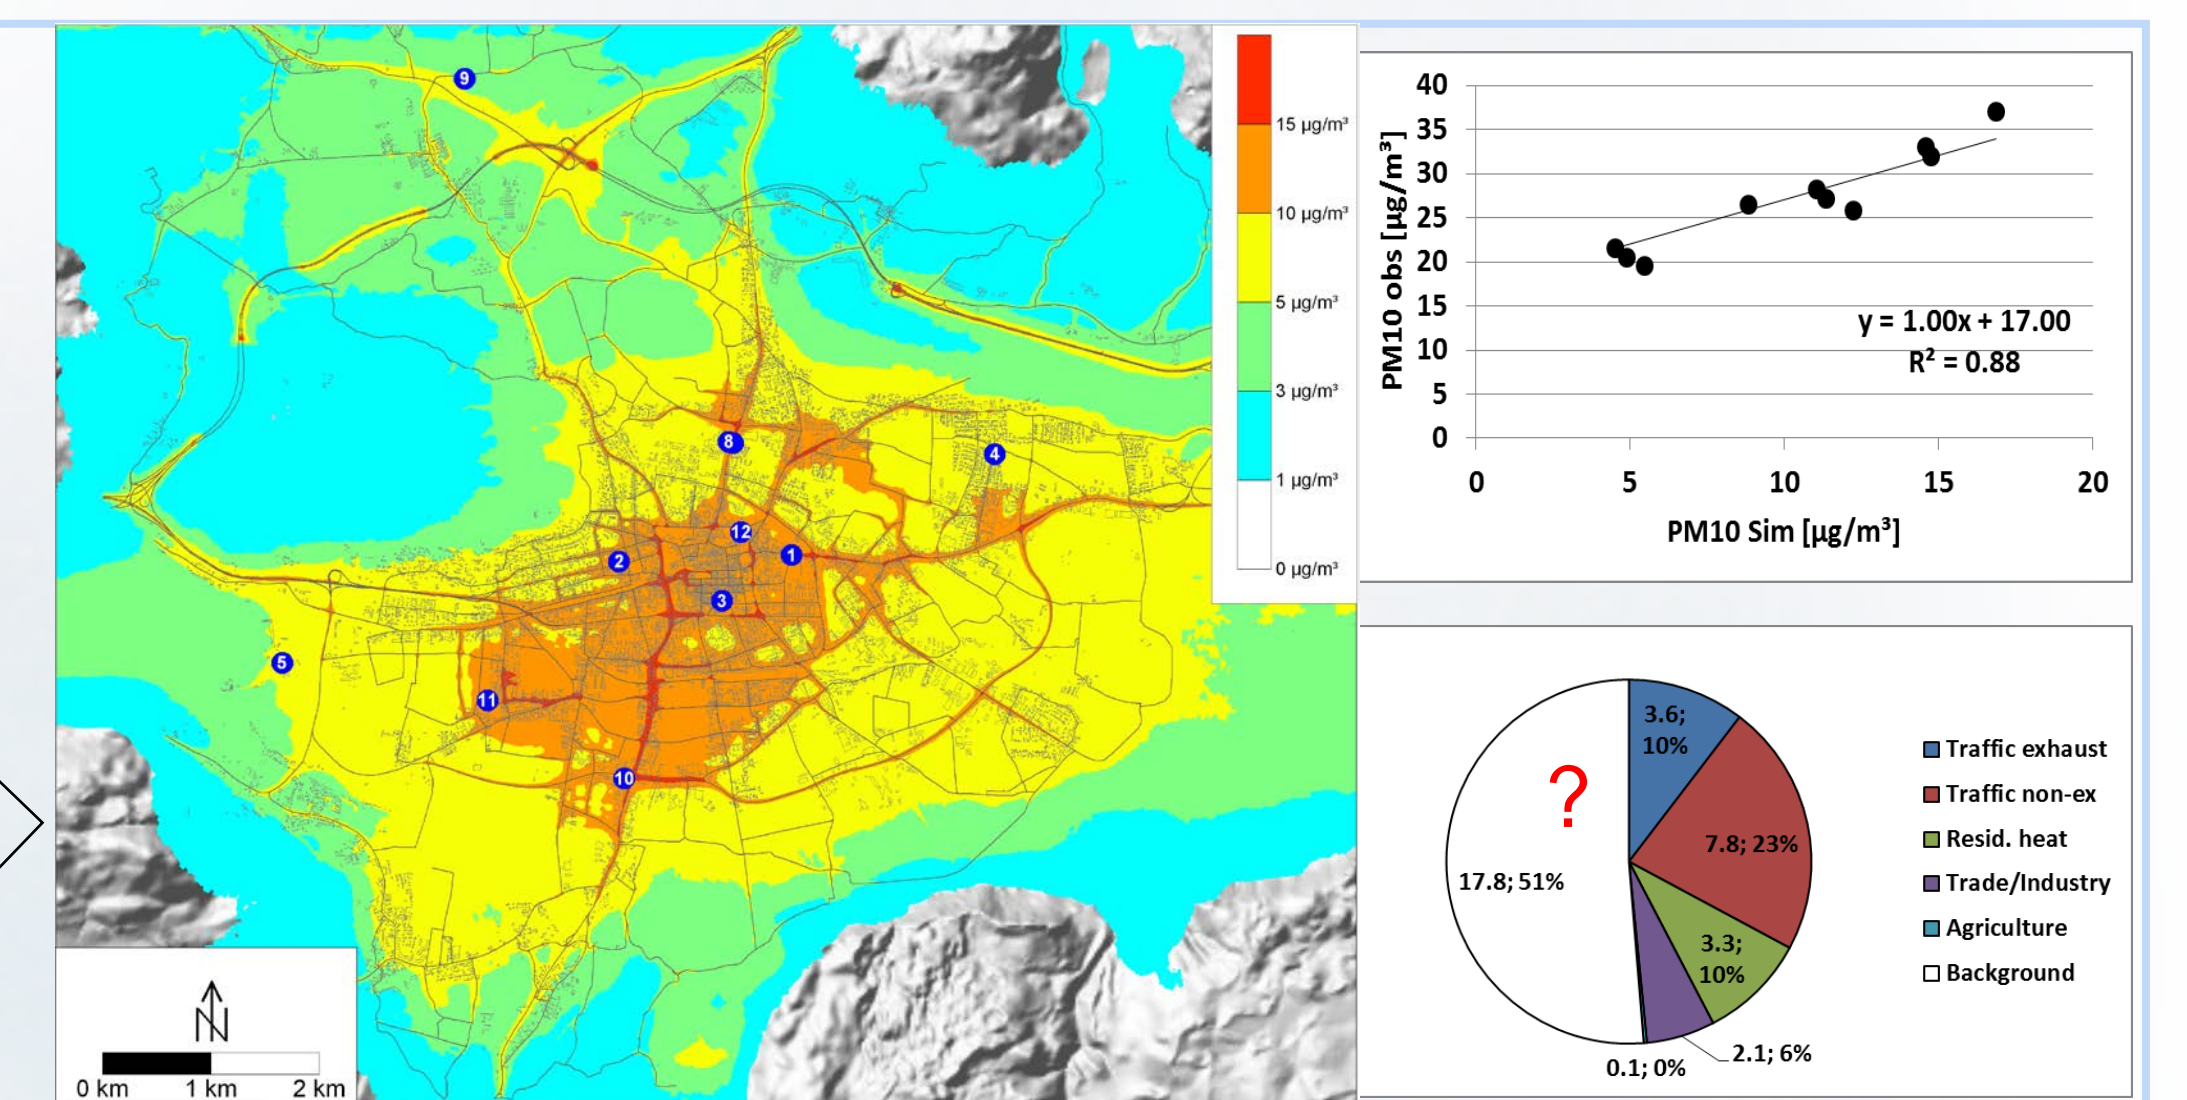 9
8
4
12
1
2
3
5
11
10
15 µg/m³
10 µg/m³
5 µg/m³
3 µg/m³
1 µg/m³
0 µg/m³
N
0 km 1 km 2 km
40
35
30
25
20
15
10
5
0
PM10 obs [µg/m³]
y = 1.00x + 17.00
R² = 0.88
0 5 10 15 20
PM10 Sim [µg/m³]
3.6;
10%
?
7.8; 23%
17.8; 51%
3.3;
10%
2.1; 6%
0.1; 0%
Traffic exhaust
Traffic non-ex
Resid. heat
Trade/Industry
Agriculture
Background